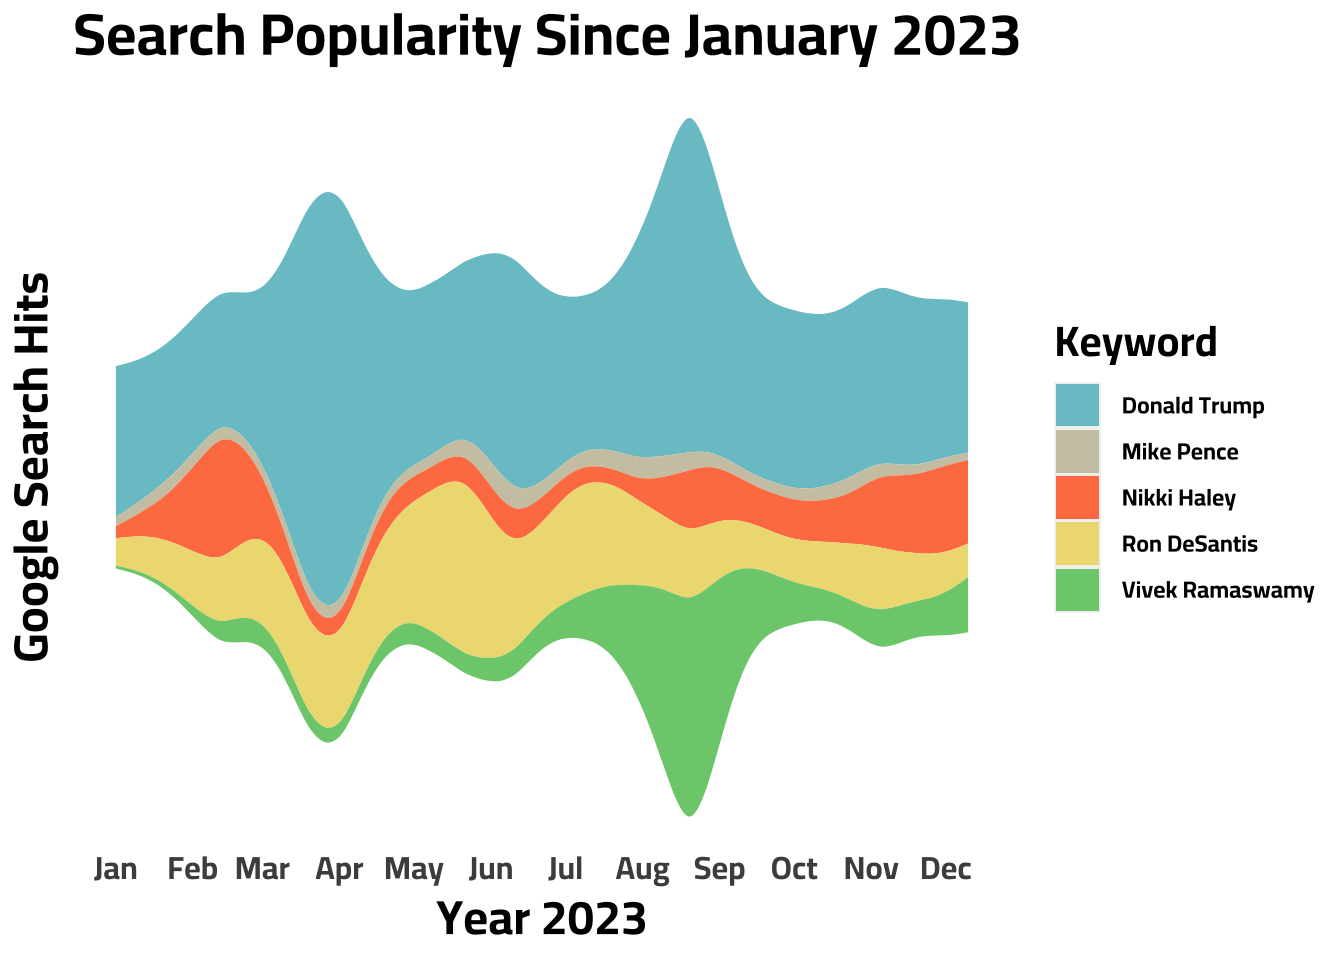 Search Popularity Since January 2023
Google Search Hits
Keyword
Donald Trump
Mike Pence
Nikki Haley
Ron DeSantis
Vivek Ramaswamy
Jan Feb Mar Apr May Jun Jul Aug Sep Oct Nov Dec
Year 2023